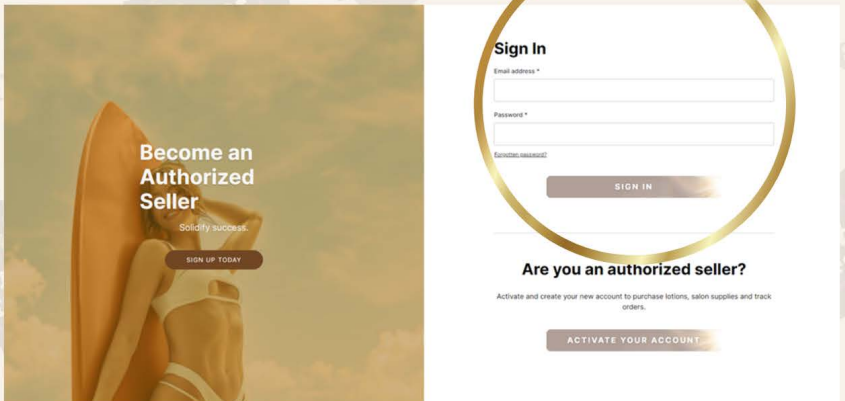 Become an
Authorized
Seller
Solidify success.
SIGN UP TODAY
Sign In
Email address *
Password *
Forgotten password?
SIGN IN
Are you an authorized seller?
Activate and create your new account to purchase lotions, salon supplies and track
orders.
ACTIVATE YOUR ACCOUNT